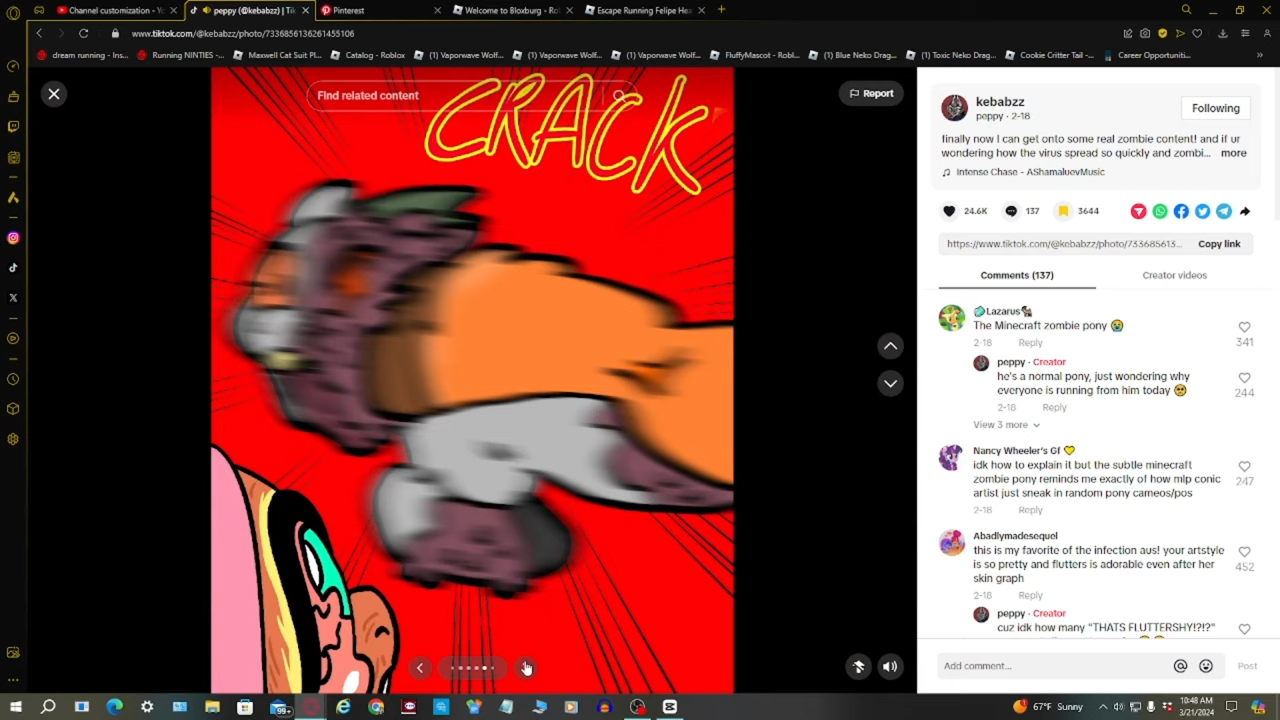 Channel customization - Yo
peppy (@kebabzz) | Tik
Pinterest
Welcome to Bloxburg - Ro
Escape Running Felipe Hea
www.tiktok.com/@kebabzz/photo/7336856136261455106
dream running - Ins...
Running NINTIES -...
Maxwell Cat Suit Pl...
Catalog - Roblox
(1) Vaporwave Wolf...
(1) Vaporwave Wolf...
(1) Vaporwave Wolf...
FluffyMascot - Robl...
(1) Blue Neko Drag...
(1) Toxic Neko Drag...
Cookie Critter Tail -...
Career Opportuniti...
Find related content
CRACK
Report
kebabzz
peppy · 2-18
Following
finally now I can get onto some real zombie content! and if ur
wondering how the virus spread so quickly and zombi... more
Intense Chase - AShamaluevMusic
24.6K
137
3644
https://www.tiktok.com/@kebabzz/photo/733685613...
Copy link
Comments (137)
Creator videos
Lazarus
The Minecraft zombie pony
2-18 Reply
341
peppy · Creator
he's a normal pony, just wondering why
everyone is running from him today
2-18 Reply
244
View 3 more
Nancy Wheeler's Gf
idk how to explain it but the subtle minecraft
zombie pony reminds me exactly of how mlp conic
artist just sneak in random pony cameos/pos
2-18 Reply
247
Abadlymadesequel
this is my favorite of the infection aus! your artstyle
is so pretty and flutters is adorable even after her
skin graph
2-18 Reply
452
peppy · Creator
cuz idk how many "THATS FLUTTERSHY!?!?"
Add comment...
Post
99+
67°F Sunny
10:48 AM
3/21/2024